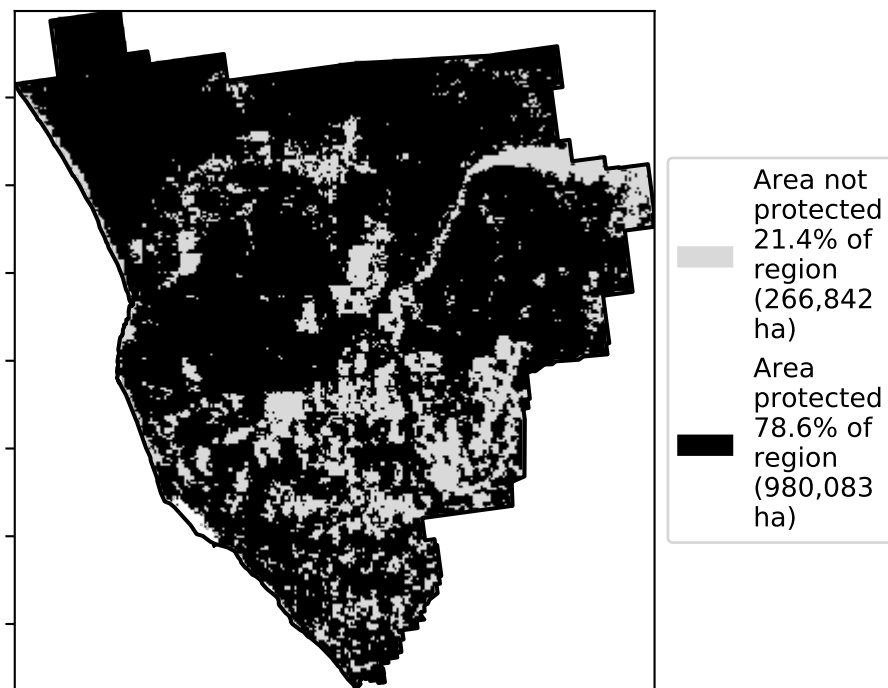 Area not
protected
21.4% of
region
(266,842
ha)
Area
protected
78.6% of
region
(980,083
ha)